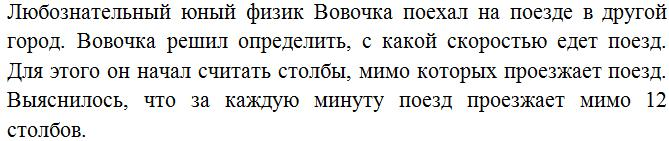 Любознательный юный физик Вовочка поехал на поезде в другой
город. Вовочка решил определить, с какой скоростью едет поезд.
Для этого он начал считать столбы, мимо которых проезжает поезд.
Выяснилось, что за каждую минуту поезд проезжает мимо 12
столбов.